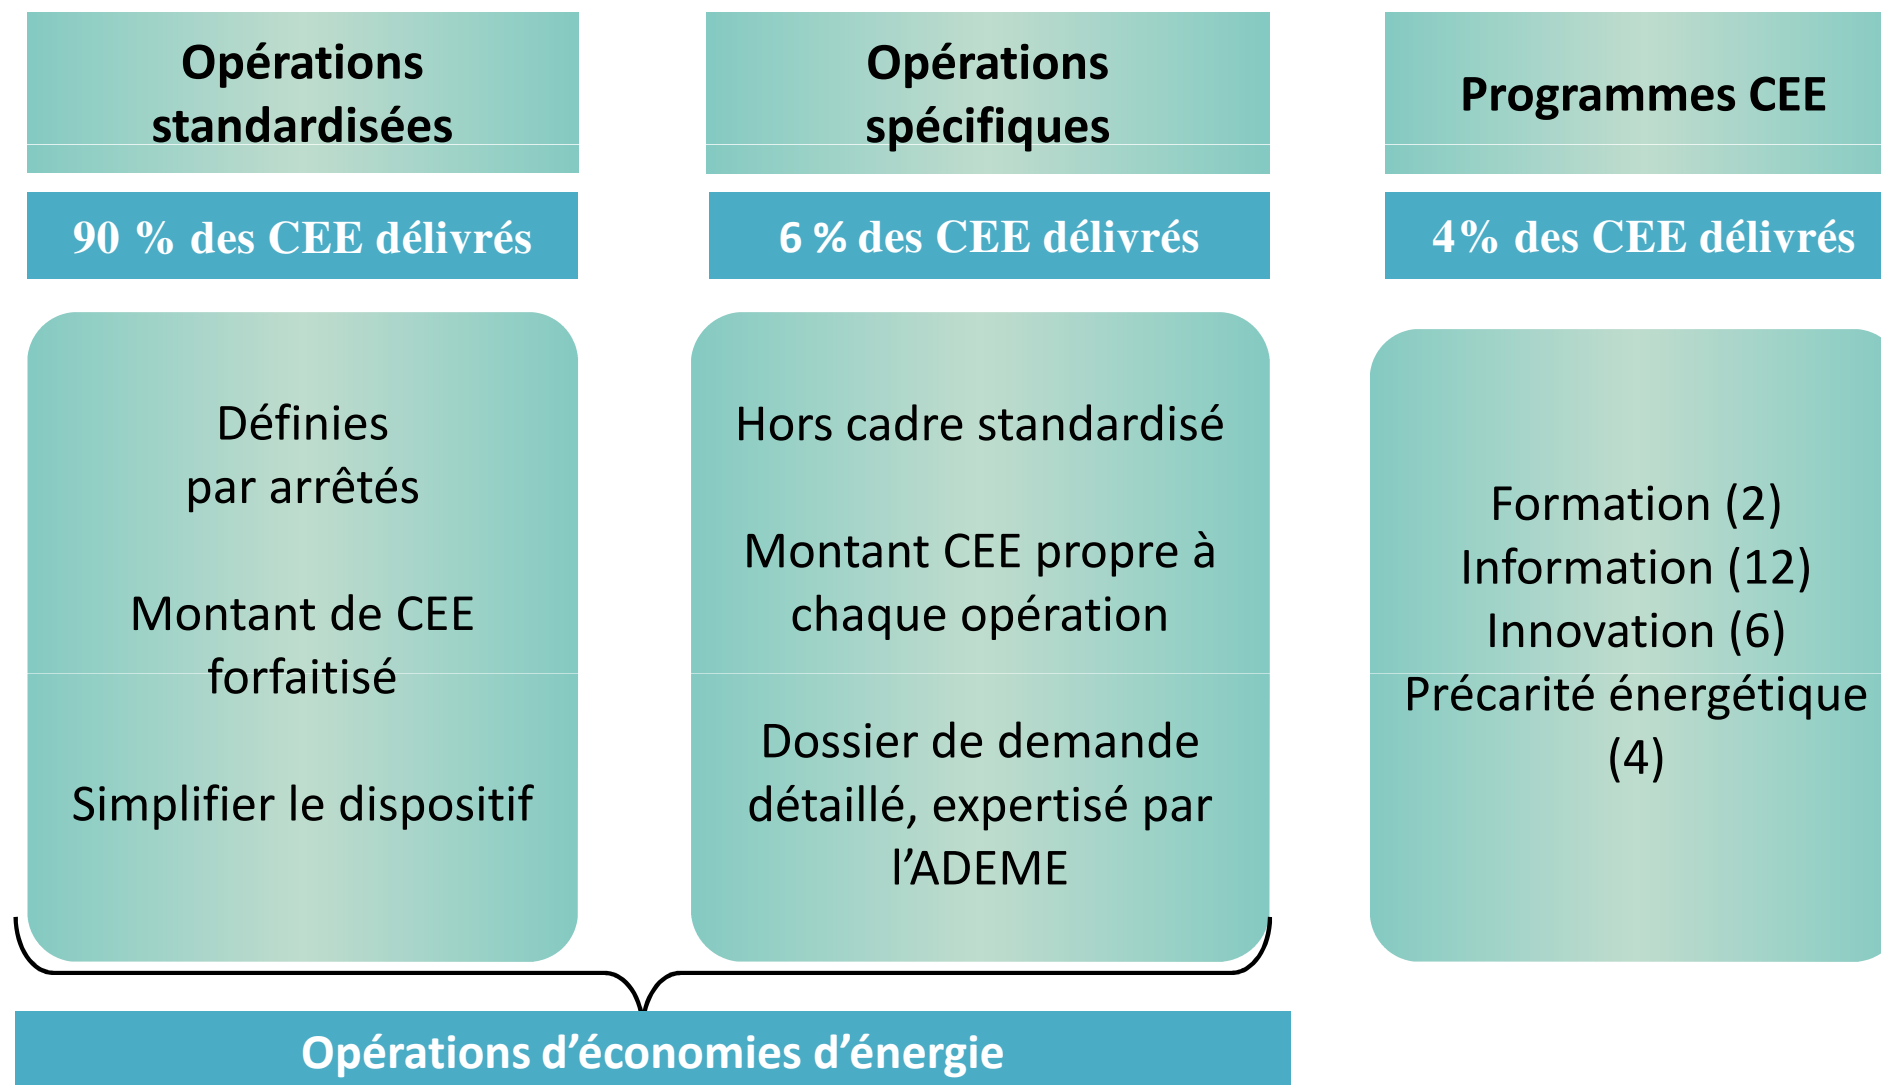 Opérations
standardisées
90 % des CEE délivrés
Définies
par arrêtés
Montant de CEE
forfaitisé
Simplifier le dispositif
Opérations
spécifiques
6 % des CEE délivrés
Hors cadre standardisé
Montant CEE propre à
chaque opération
Dossier de demande
détaillé, expertisé par
l’ADEME
Opérations d’économies d’énergie
Programmes CEE
4% des CEE délivrés
Formation (2)
Information (12)
Innovation (6)
Précarité énergétique
(4)